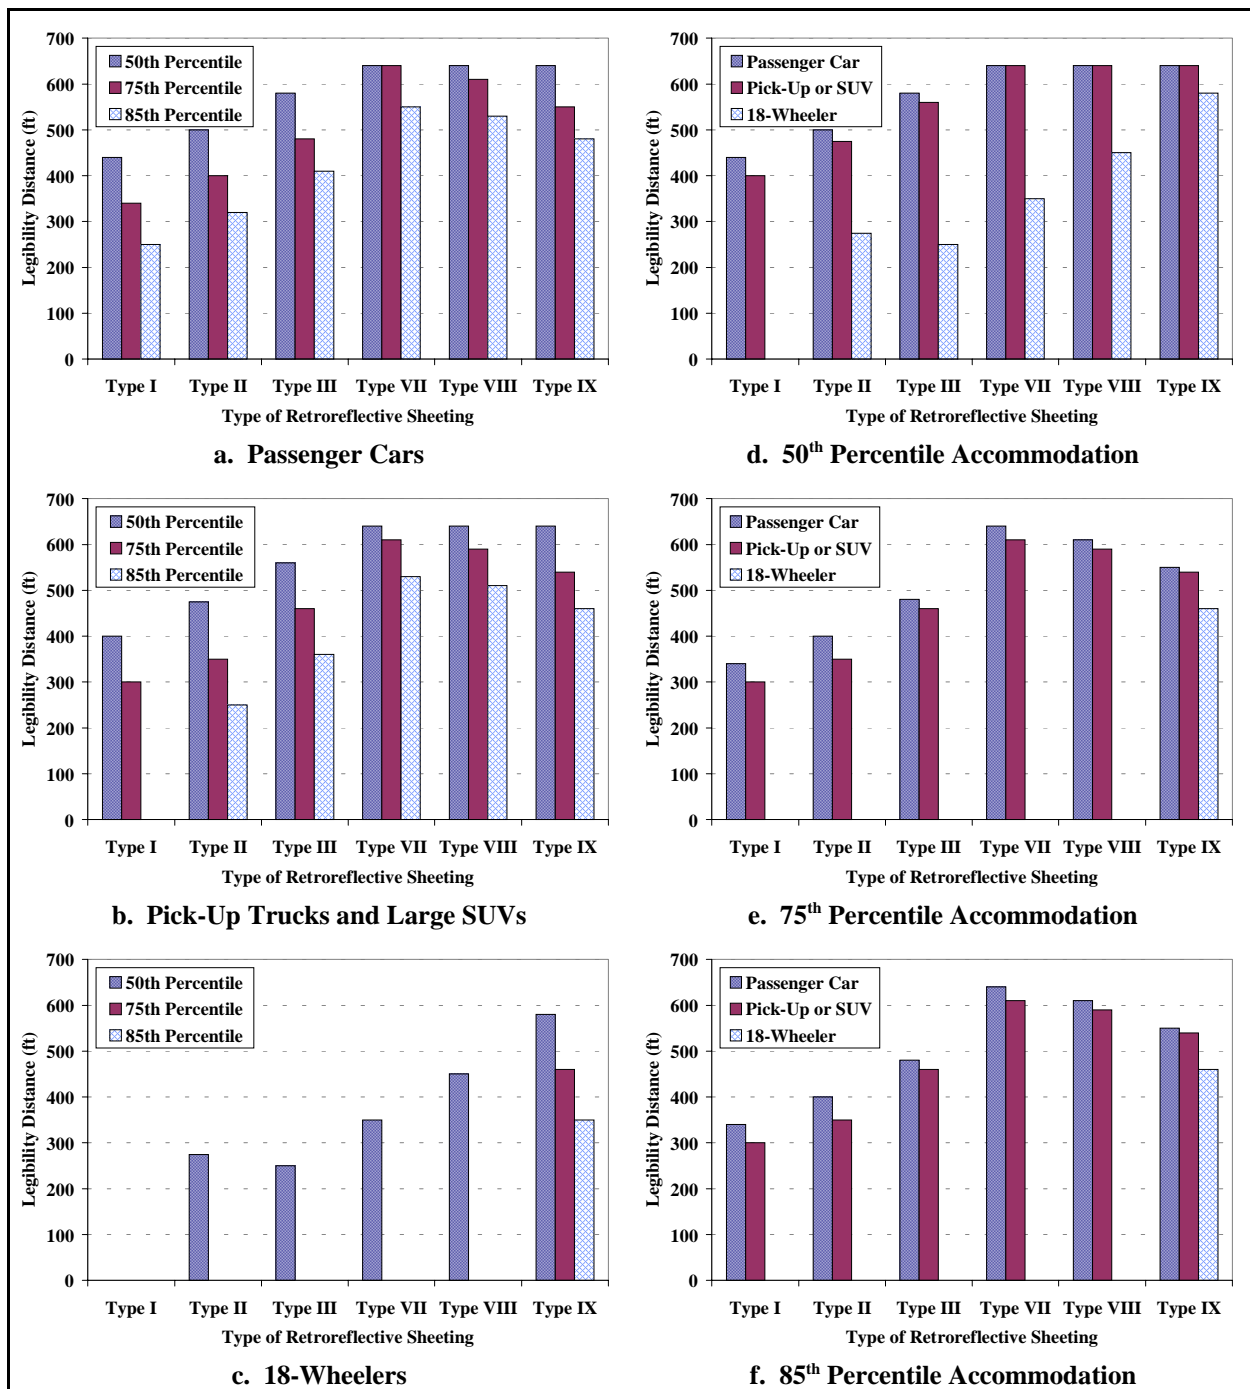 700
600
500
400
300
200
100
0
Legibility Distance (ft)
50th Percentile
75th Percentile
85th Percentile
Type I Type II Type III Type VII Type VIII Type IX
Type of Retroreflective Sheeting
a. Passenger Cars
700
600
500
400
300
200
100
0
Legibility Distance (ft)
Passenger Car
Pick-Up or SUV
18-Wheeler
Type I Type II Type III Type VII Type VIII Type IX
Type of Retroreflective Sheeting
d. 50th Percentile Accommodation
700
600
500
400
300
200
100
0
Legibility Distance (ft)
50th Percentile
75th Percentile
85th Percentile
Type I Type II Type III Type VII Type VIII Type IX
Type of Retroreflective Sheeting
b. Pick-Up Trucks and Large SUVs
700
600
500
400
300
200
100
0
Legibility Distance (ft)
Passenger Car
Pick-Up or SUV
18-Wheeler
Type I Type II Type III Type VII Type VIII Type IX
Type of Retroreflective Sheeting
e. 75th Percentile Accommodation
700
600
500
400
300
200
100
0
Legibility Distance (ft)
50th Percentile
75th Percentile
85th Percentile
Type I Type II Type III Type VII Type VIII Type IX
Type of Retroreflective Sheeting
c. 18-Wheelers
700
600
500
400
300
200
100
0
Legibility Distance (ft)
Passenger Car
Pick-Up or SUV
18-Wheeler
Type I Type II Type III Type VII Type VIII Type IX
Type of Retroreflective Sheeting
f. 85th Percentile Accommodation